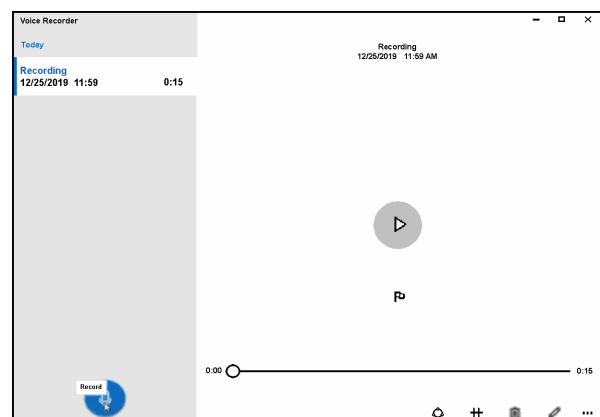 Voice Recorder
Today
Recording
12/25/2019 11:59 0:15
Record
Recording
12/25/2019 11:59 AM
0:00 0:15